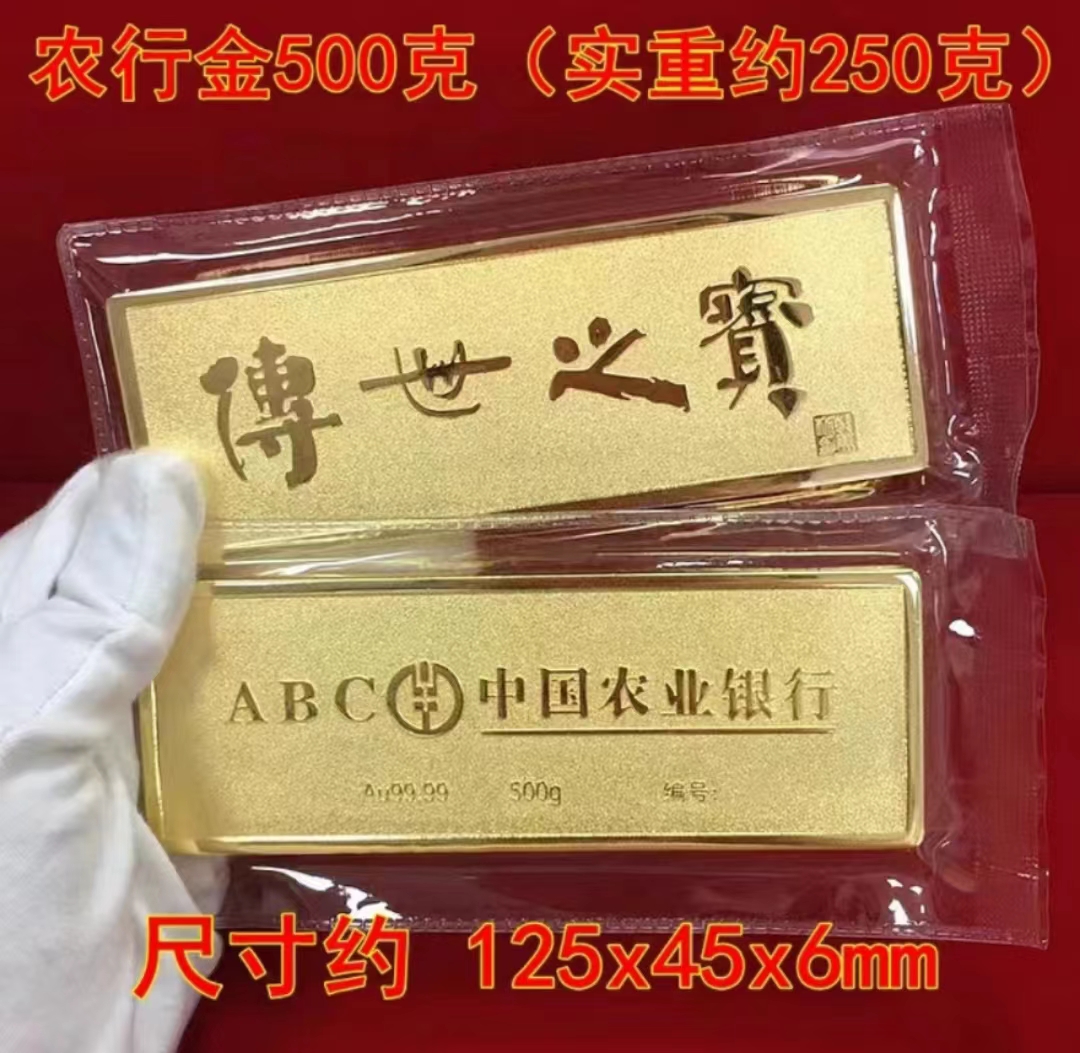 农行金500克（实重约250克）
傳世之寶
ABC 中国农业银行
Au99.99 500g 编号:
尺寸约 125x45x6mm